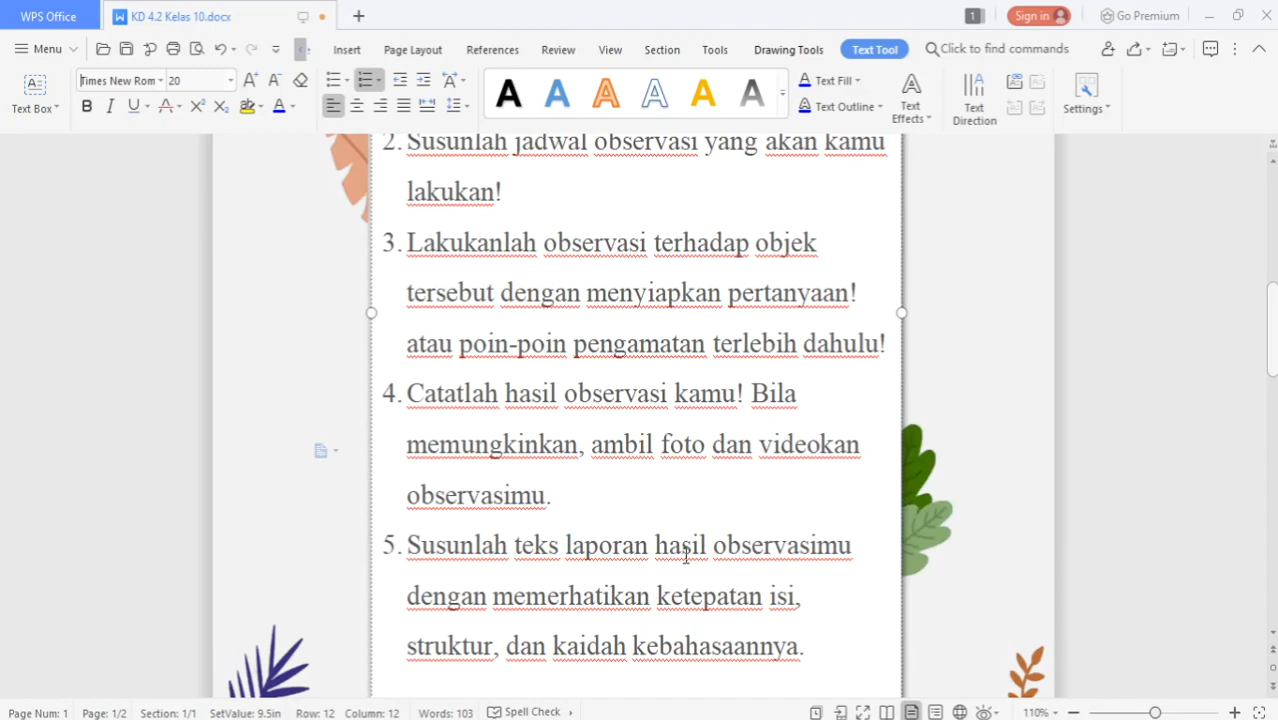 WPS Office
KD 4.2 Kelas 10.docx
1
Sign in
Go Premium
Menu
Insert
Page Layout
References
Review
View
Section
Tools
Drawing Tools
Text Tool
Click to find commands
Text Box
Times New Rom
20
A A A A A A
Text Fill
Text Outline
Text Effects
Text Direction
Settings
2. Susunlah jadwal observasi yang akan kamu
lakukan!
3. Lakukanlah observasi terhadap objek
tersebut dengan menyiapkan pertanyaan!
atau poin-poin pengamatan terlebih dahulu!
4. Catatlah hasil observasi kamu! Bila
memungkinkan, ambil foto dan videokan
observasimu.
5. Susunlah teks laporan hasil observasimu
dengan memerhatikan ketepatan isi,
struktur, dan kaidah kebahasaannya.
Page Num: 1 Page: 1/2 Section: 1/1 SetValue: 9.5in Row: 12 Column: 12 Words: 103 Spell Check 110%